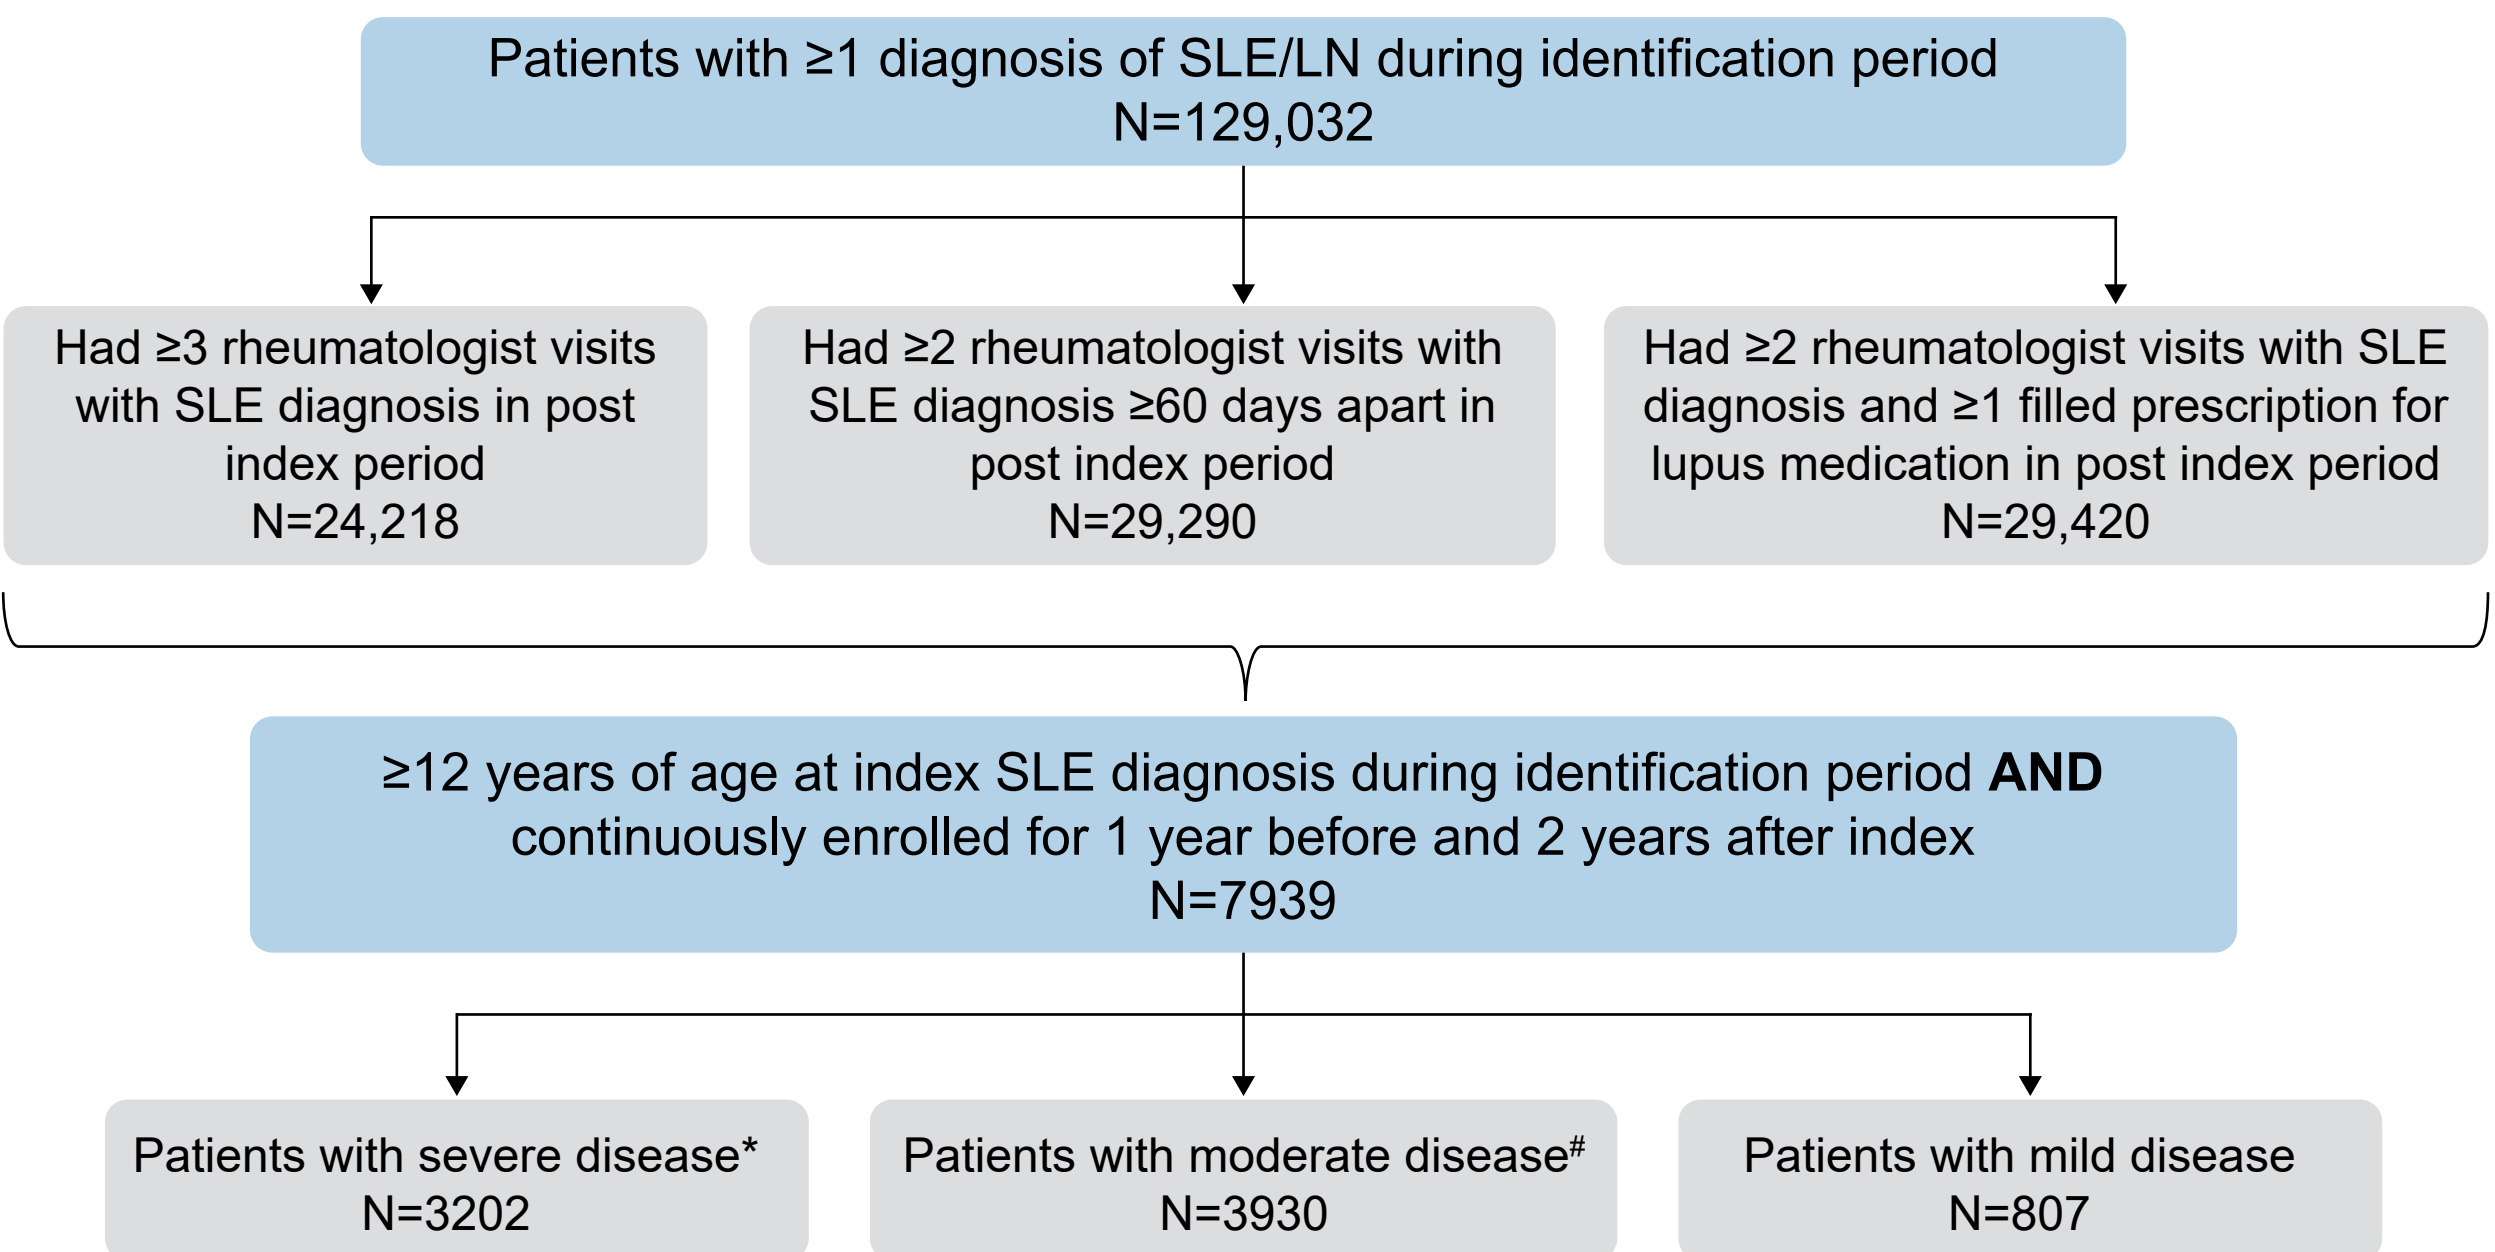 Patients with ≥1 diagnosis of SLE/LN during identification period
N=129,032
Had ≥3 rheumatologist visits
with SLE diagnosis in post
index period
N=24,218
Had ≥2 rheumatologist visits with
SLE diagnosis ≥60 days apart in
post index period
N=29,290
Had ≥2 rheumatologist visits with SLE
diagnosis and ≥1 filled prescription for
lupus medication in post index period
N=29,420
≥12 years of age at index SLE diagnosis during identification period AND
continuously enrolled for 1 year before and 2 years after index
N=7939
Patients with severe disease*
N=3202
Patients with moderate disease#
N=3930
Patients with mild disease
N=807